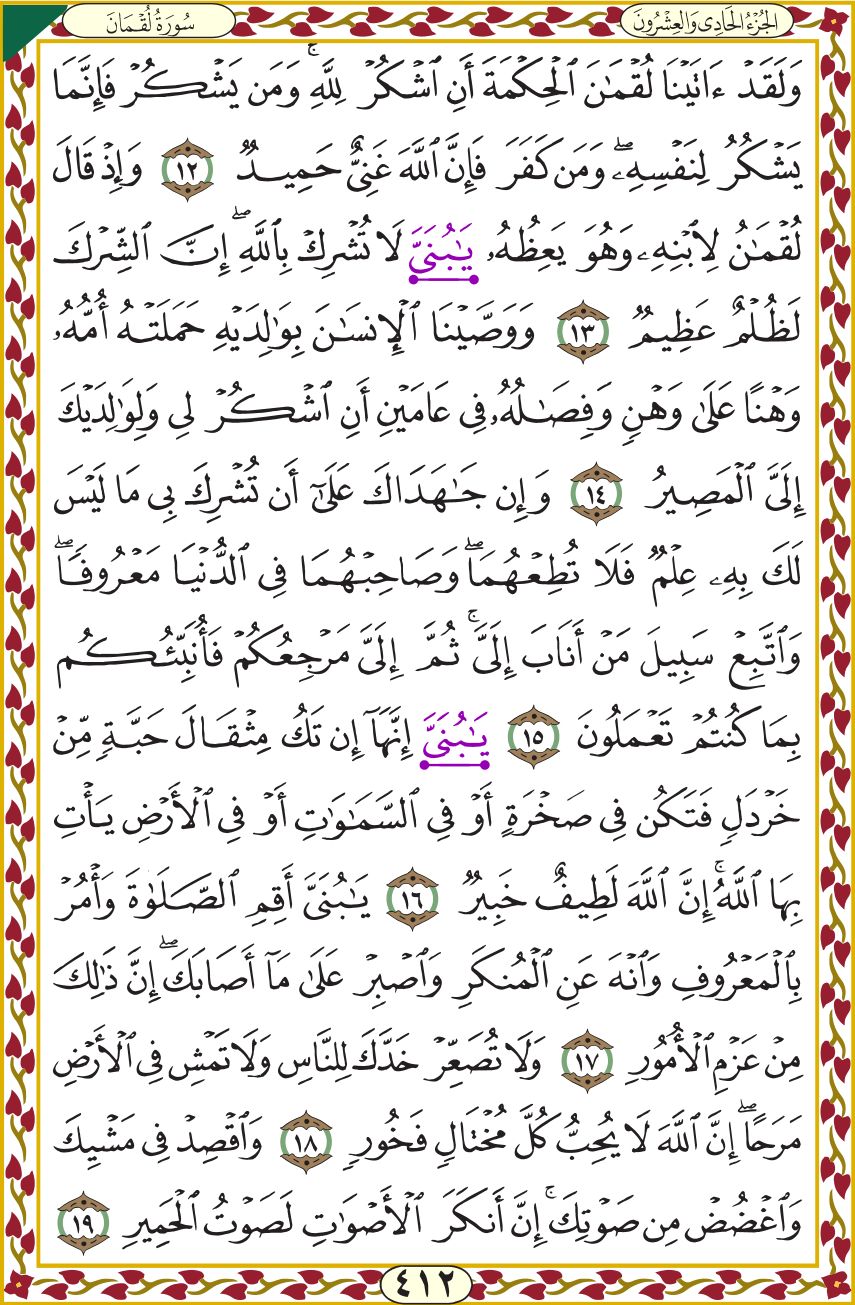 الجُزْءُ الحَادِى وَالعِشْرُونَ
سُورَةُ لُقْمَانَ
وَلَقَدْ ءَاتَيْنَا لُقْمَٰنَ ٱلْحِكْمَةَ أَنِ ٱشْكُرْ لِلَّهِ ۚ وَمَن يَشْكُرْ فَإِنَّمَا
يَشْكُرُ لِنَفْسِهِۦ ۖ وَمَن كَفَرَ فَإِنَّ ٱللَّهَ غَنِىٌّ حَمِيدٌ ١٢ وَإِذْ قَالَ
لُقْمَٰنُ لِٱبْنِهِۦ وَهُوَ يَعِظُهُۥ يَٰبُنَىَّ لَا تُشْرِكْ بِٱللَّهِ ۖ إِنَّ ٱلشِّرْكَ
لَظُلْمٌ عَظِيمٌ ١٣ وَوَصَّيْنَا ٱلْإِنسَٰنَ بِوَٰلِدَيْهِ حَمَلَتْهُ أُمُّهُۥ
وَهْنًا عَلَىٰ وَهْنٍ وَفِصَٰلُهُۥ فِى عَامَيْنِ أَنِ ٱشْكُرْ لِى وَلِوَٰلِدَيْكَ
إِلَىَّ ٱلْمَصِيرُ ١٤ وَإِن جَٰهَدَاكَ عَلَىٰٓ أَن تُشْرِكَ بِى مَا لَيْسَ
لَكَ بِهِۦ عِلْمٌ فَلَا تُطِعْهُمَا ۖ وَصَاحِبْهُمَا فِى ٱلدُّنْيَا مَعْرُوفًا ۖ
وَٱتَّبِعْ سَبِيلَ مَنْ أَنَابَ إِلَىَّ ۚ ثُمَّ إِلَىَّ مَرْجِعُكُمْ فَأُنَبِّئُكُم
بِمَا كُنتُمْ تَعْمَلُونَ ١٥ يَٰبُنَىَّ إِنَّهَآ إِن تَكُ مِثْقَالَ حَبَّةٍ مِّنْ
خَرْدَلٍ فَتَكُن فِى صَخْرَةٍ أَوْ فِى ٱلسَّمَٰوَٰتِ أَوْ فِى ٱلْأَرْضِ يَأْتِ
بِهَا ٱللَّهُ ۚ إِنَّ ٱللَّهَ لَطِيفٌ خَبِيرٌ ١٦ يَٰبُنَىَّ أَقِمِ ٱلصَّلَوٰةَ وَأْمُرْ
بِٱلْمَعْرُوفِ وَٱنْهَ عَنِ ٱلْمُنكَرِ وَٱصْبِرْ عَلَىٰ مَآ أَصَابَكَ ۖ إِنَّ ذَٰلِكَ
مِنْ عَزْمِ ٱلْأُمُورِ ١٧ وَلَا تُصَعِّرْ خَدَّكَ لِلنَّاسِ وَلَا تَمْشِ فِى ٱلْأَرْضِ
مَرَحًا ۖ إِنَّ ٱللَّهَ لَا يُحِبُّ كُلَّ مُخْتَالٍ فَخُورٍ ١٨ وَٱقْصِدْ فِى مَشْيِكَ
وَٱغْضُضْ مِن صَوْتِكَ ۚ إِنَّ أَنكَرَ ٱلْأَصْوَٰتِ لَصَوْتُ ٱلْحَمِيرِ ١٩
٤١٢